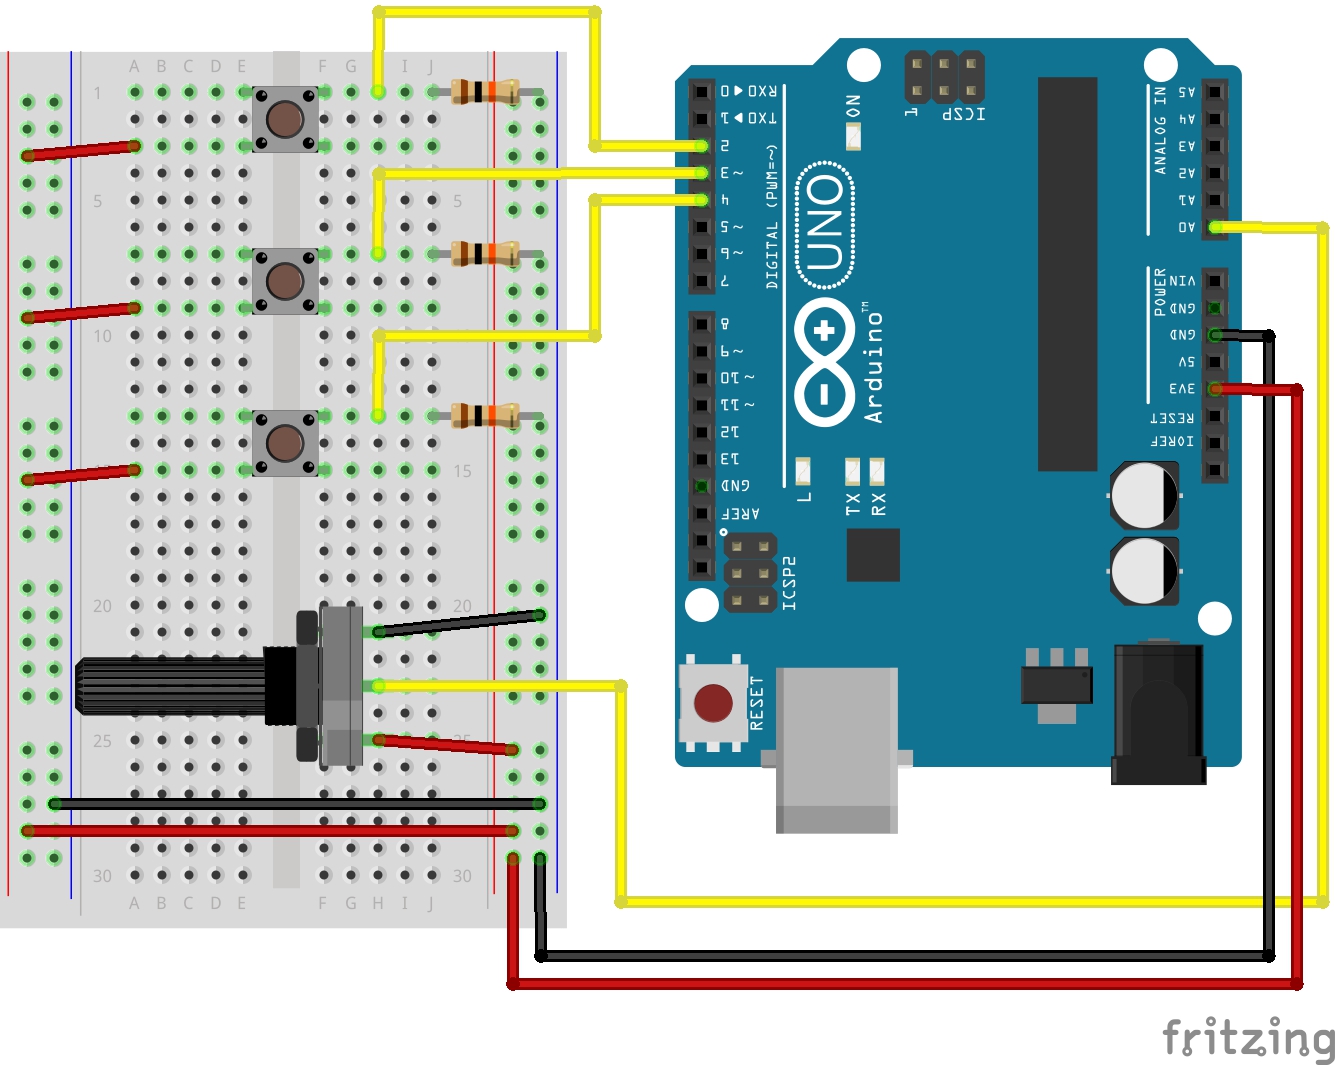 A B C D E F G H I J
1
5 5
10
15
20
25
30 30
A B C D E F G H I J
RX0 ◀ 0
TX0 ▶ 1
2
~ 3
4
~ 5
~ 6
7
8
~ 9
~ 10
~ 11
12
13
GND
AREF
DIGITAL (PWM=~)
ON
1
ICSP
UNO
Arduino™
L
TX
RX
ICSP2
RESET
ANALOG IN
A5
A4
A3
A2
A1
A0
POWER
VIN
GND
GND
5V
3V3
RESET
IOREF
fritzing